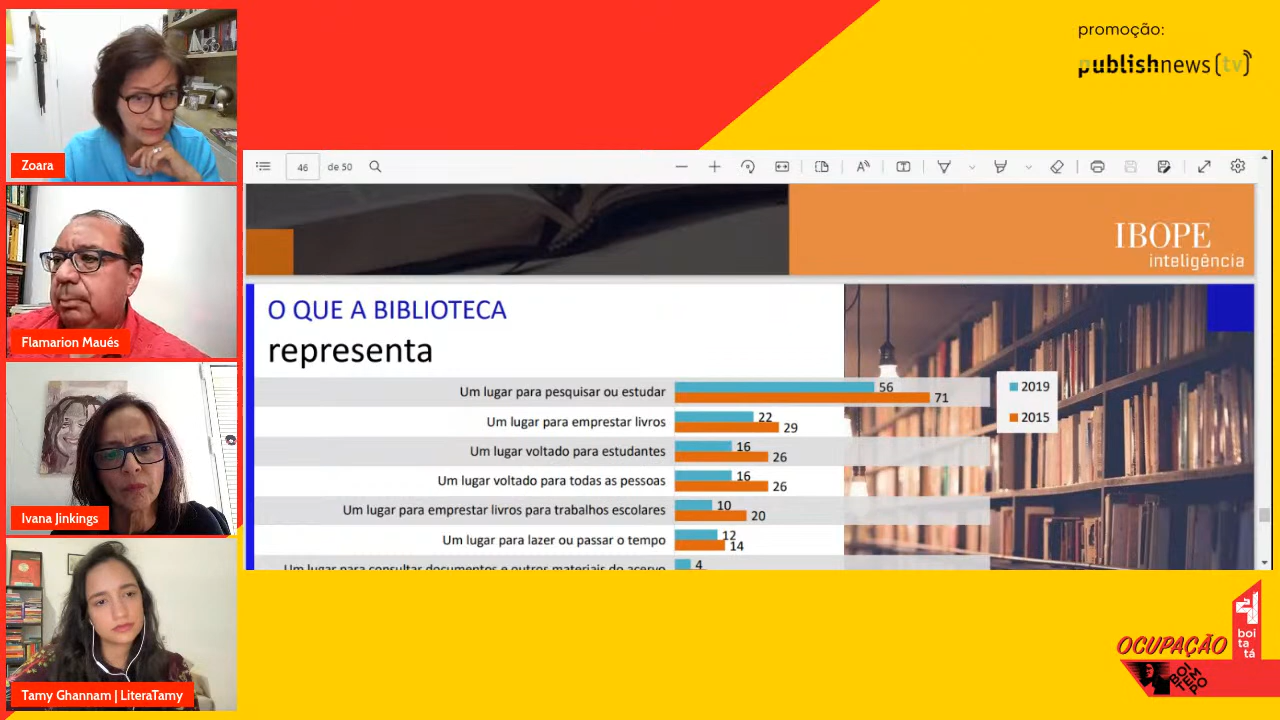 promoção:
publishnews(tv)
Zoara
Flamarion Maués
Ivana Jinkings
Tamy Ghannam | LiteraTamy
46 de 50
IBOPE
inteligência
O QUE A BIBLIOTECA
representa
2019
2015
Um lugar para pesquisar ou estudar 56 71
Um lugar para emprestar livros 22 29
Um lugar voltado para estudantes 16 26
Um lugar voltado para todas as pessoas 16 26
Um lugar para emprestar livros para trabalhos escolares 10 20
Um lugar para lazer ou passar o tempo 12 14
Um lugar para consultar documentos e outros materiais do acervo 4
OCUPAÇÃO
boi
ta
tá
BOI
TEM
PO